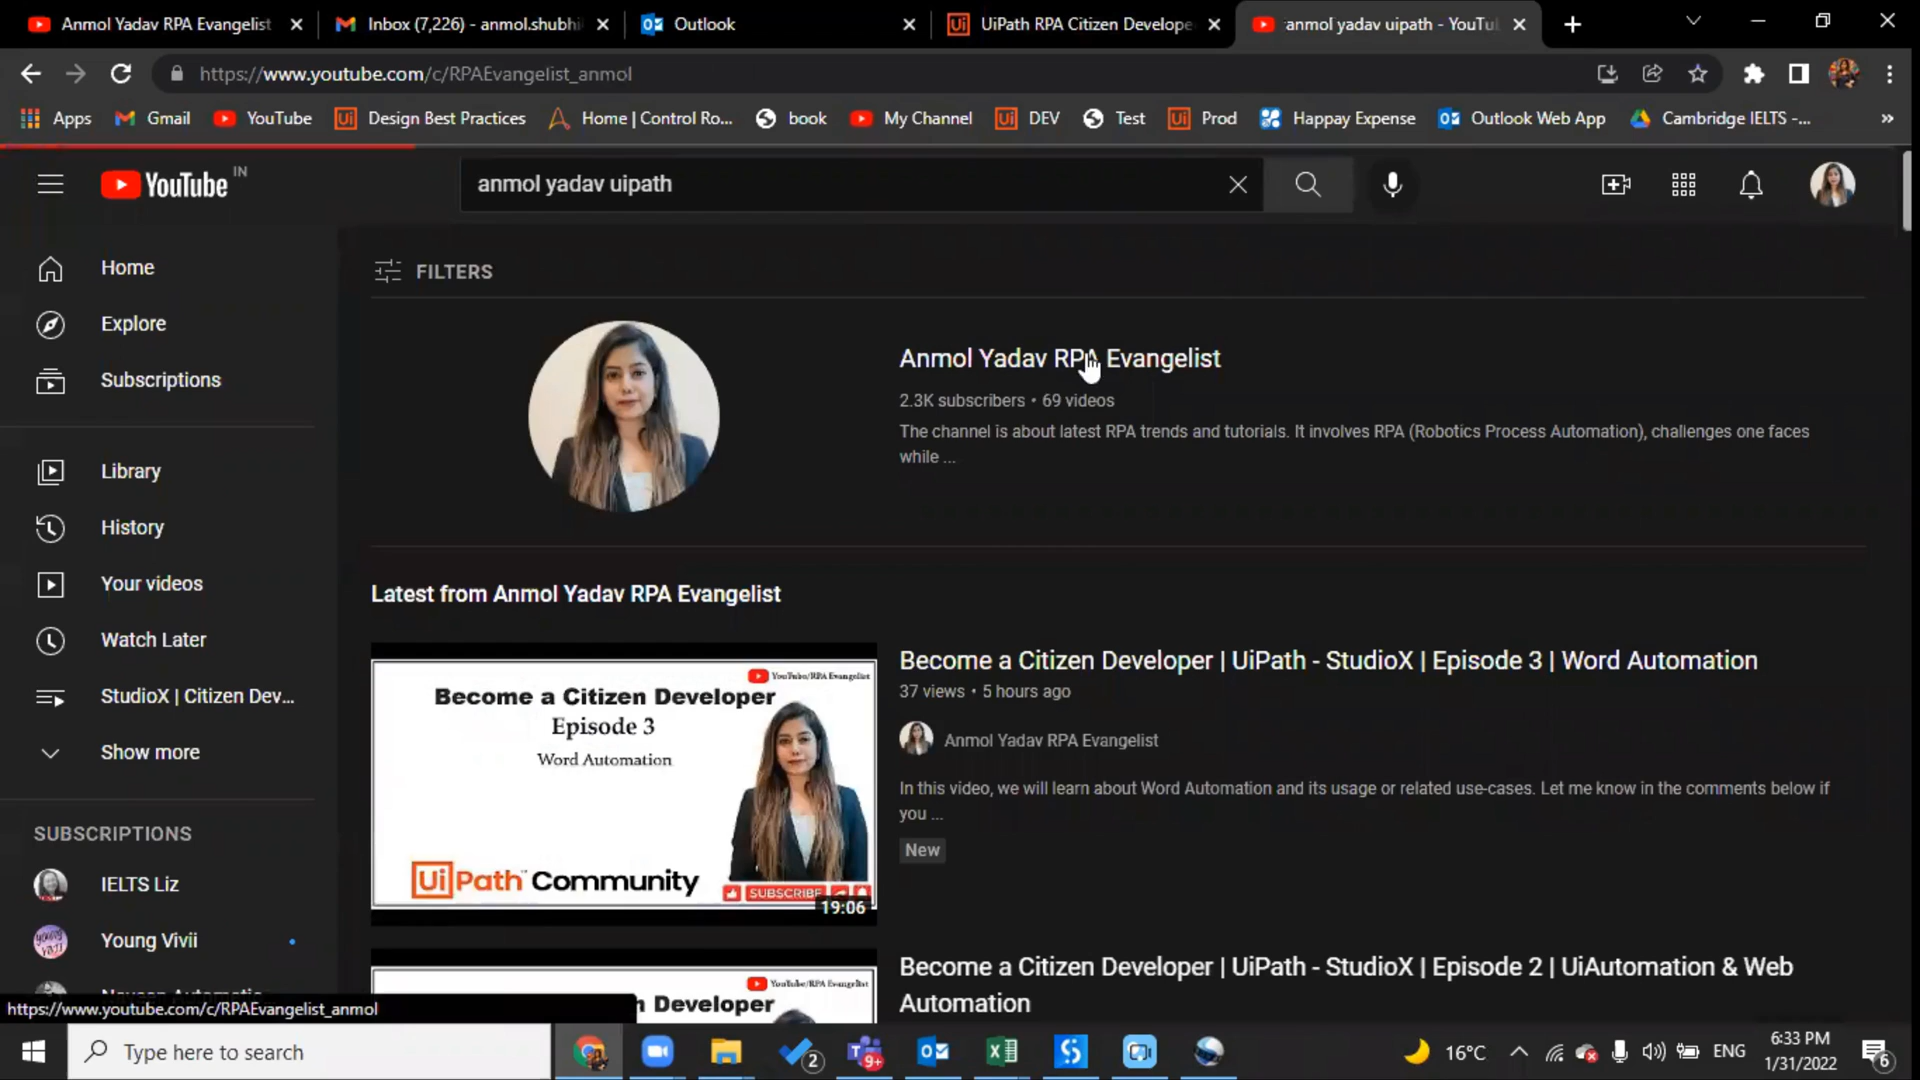 Anmol Yadav RPA Evangelist
Inbox (7,226) - anmol.shubhi
Outlook
UiPath RPA Citizen Develope
anmol yadav uipath - YouTu
https://www.youtube.com/c/RPAEvangelist_anmol
Apps
Gmail
YouTube
Design Best Practices
Home | Control Ro...
book
My Channel
DEV
Test
Prod
Happay Expense
Outlook Web App
Cambridge IELTS -...
YouTube IN
anmol yadav uipath
Home
Explore
Subscriptions
Library
History
Your videos
Watch Later
StudioX | Citizen Dev...
Show more
SUBSCRIPTIONS
IELTS Liz
Young Vivii
FILTERS
Anmol Yadav RPA Evangelist
2.3K subscribers • 69 videos
The channel is about latest RPA trends and tutorials. It involves RPA (Robotics Process Automation), challenges one faces
while ...
Latest from Anmol Yadav RPA Evangelist
YouTube/RPA Evangelist
Become a Citizen Developer
Episode 3
Word Automation
UiPath Community
SUBSCRIBE
19:06
Become a Citizen Developer | UiPath - StudioX | Episode 3 | Word Automation
37 views • 5 hours ago
Anmol Yadav RPA Evangelist
In this video, we will learn about Word Automation and its usage or related use-cases. Let me know in the comments below if
you ...
New
YouTube/RPA Evangelist
n Developer
Become a Citizen Developer | UiPath - StudioX | Episode 2 | UiAutomation & Web
Automation
https://www.youtube.com/c/RPAEvangelist_anmol
Type here to search
2
9+
16°C
ENG
6:33 PM
1/31/2022
6